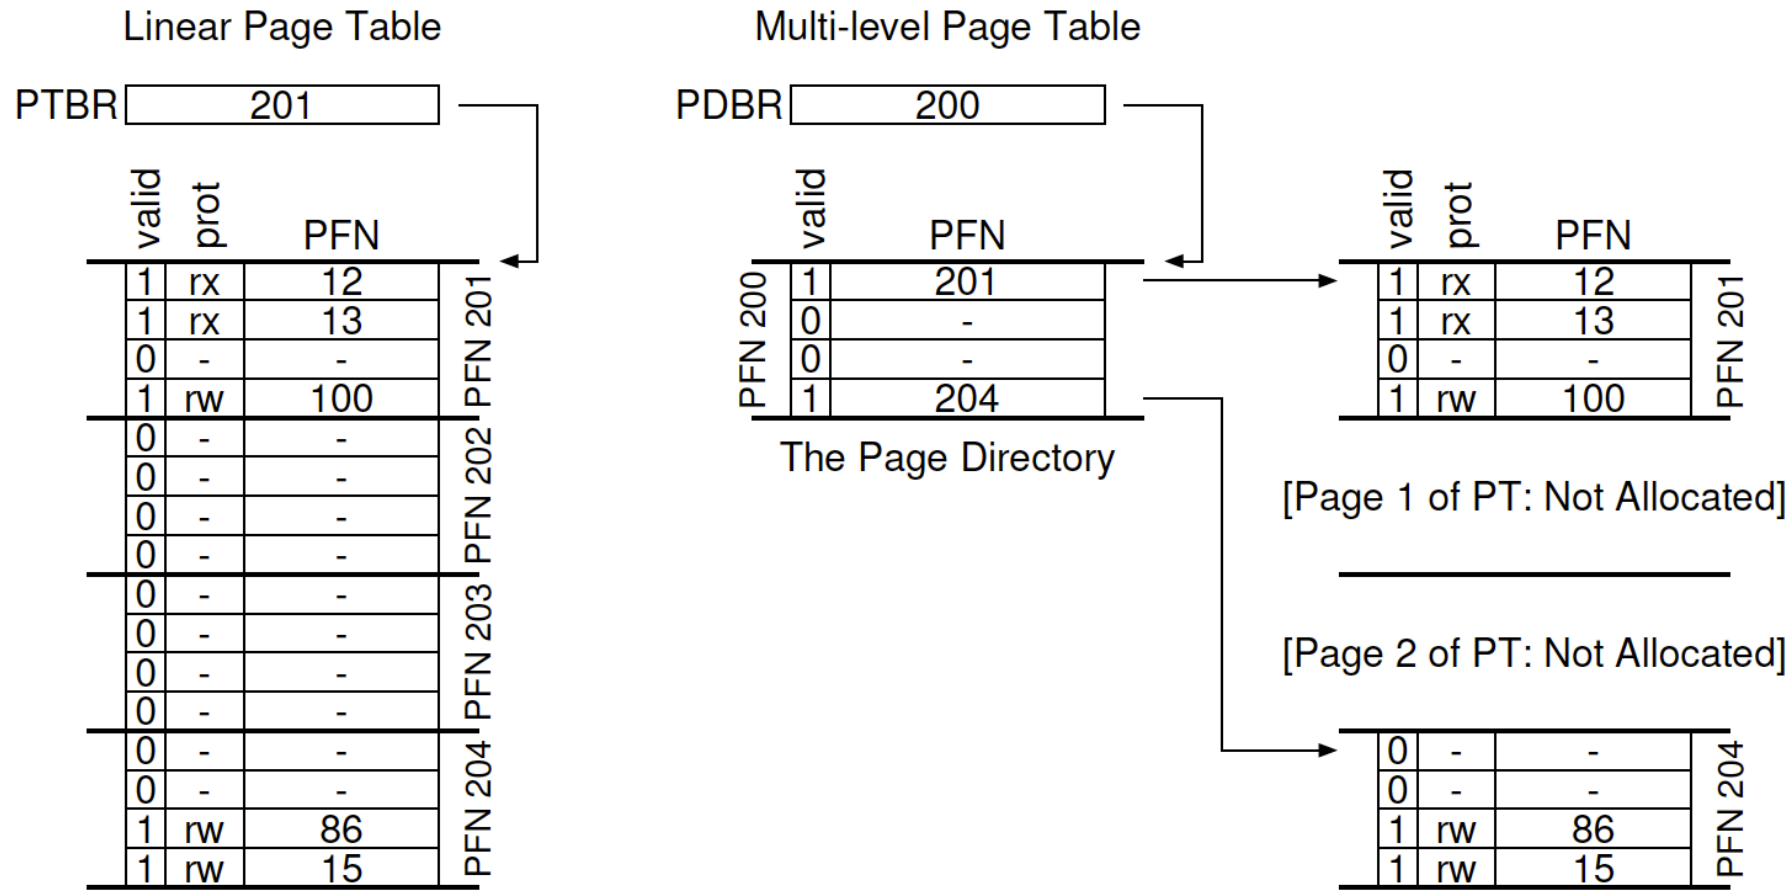 Linear Page Table
PTBR 201
valid prot PFN
1 rx 12
1 rx 13
0 - -
1 rw 100
PFN 201
0 - -
0 - -
0 - -
0 - -
PFN 202
0 - -
0 - -
0 - -
0 - -
PFN 203
0 - -
0 - -
1 rw 86
1 rw 15
PFN 204
Multi-level Page Table
PDBR 200
valid PFN
PFN 200
1 201
0 -
0 -
1 204
The Page Directory
valid prot PFN
1 rx 12
1 rx 13
0 - -
1 rw 100
PFN 201
[Page 1 of PT: Not Allocated]
[Page 2 of PT: Not Allocated]
0 - -
0 - -
1 rw 86
1 rw 15
PFN 204